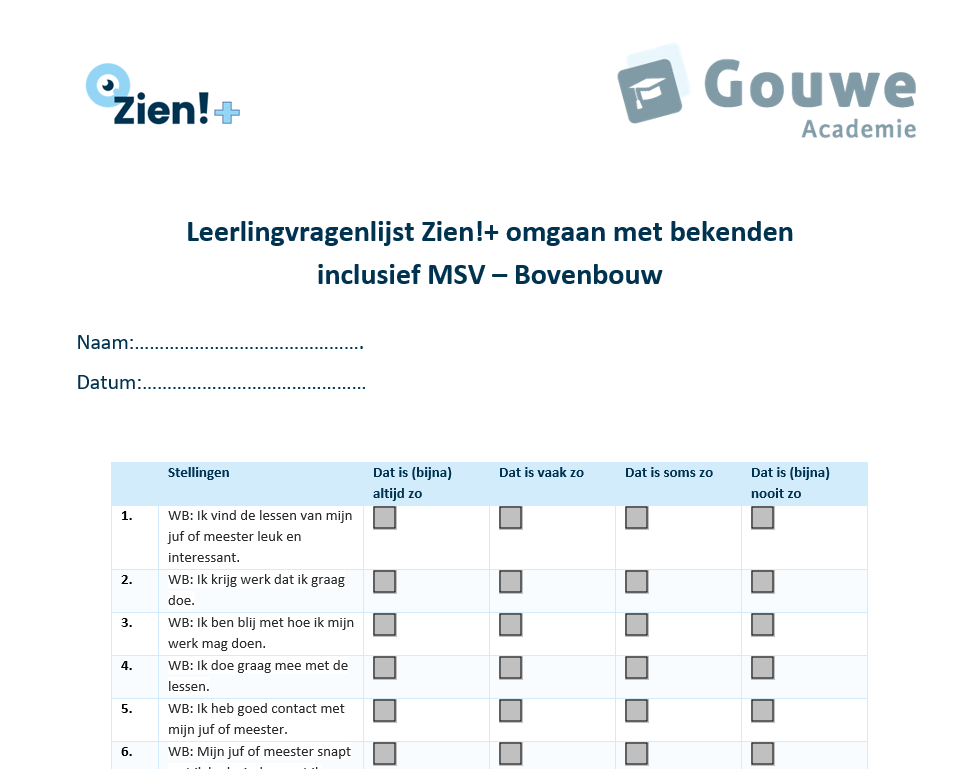 Zien!+
Gouwe
Academie
Leerlingvragenlijst Zien!+ omgaan met bekenden
inclusief MSV – Bovenbouw
Naam:……………………………………….
Datum:………………………………………
Stellingen
Dat is (bijna)
altijd zo
Dat is vaak zo
Dat is soms zo
Dat is (bijna)
nooit zo
1.
WB: Ik vind de lessen van mijn
juf of meester leuk en
interessant.
2.
WB: Ik krijg werk dat ik graag
doe.
3.
WB: Ik ben blij met hoe ik mijn
werk mag doen.
4.
WB: Ik doe graag mee met de
lessen.
5.
WB: Ik heb goed contact met
mijn juf of meester.
6.
WB: Mijn juf of meester snapt